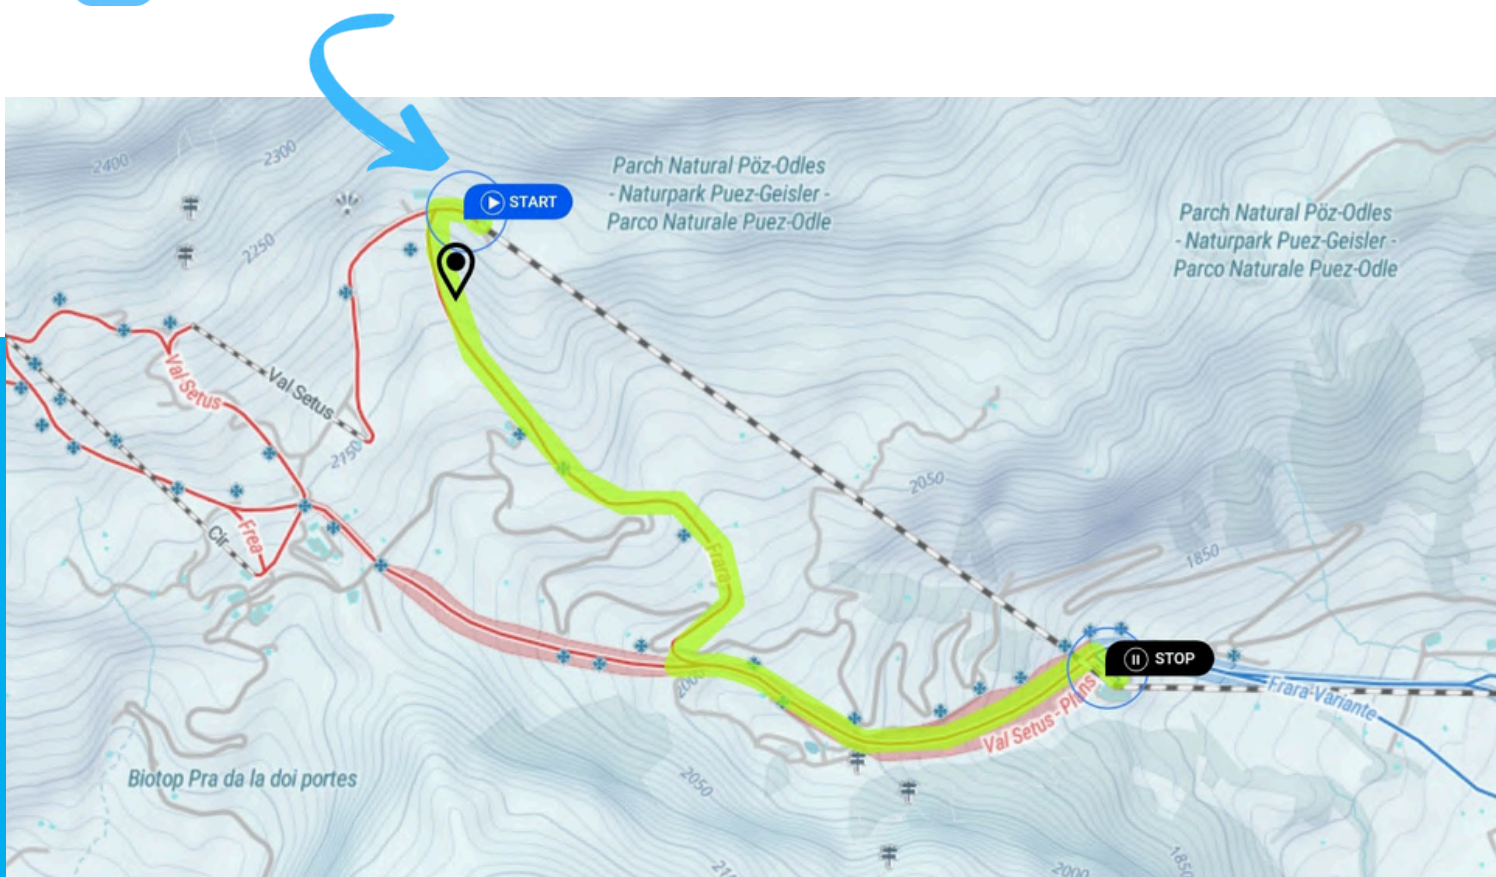 2400
2300
Parch Natural Pöz-Odles
- Naturpark Puez-Geisler -
Parco Naturale Puez-Odle
START
Parch Natural Pöz-Odles
- Naturpark Puez-Geisler -
Parco Naturale Puez-Odle
2250
Val Setus
Val Setus
2150
2050
Cir
Frea
Frara
1850
STOP
2000
Frara-Variante
Val Setus - Plans
Biotop Pra da la doi portes
2050
2000
1850